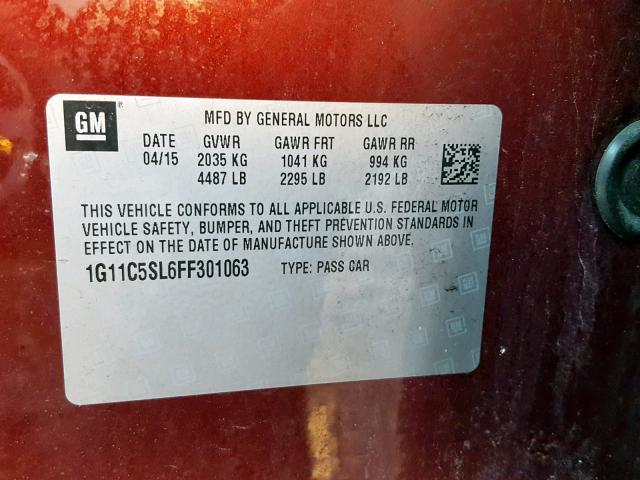 GM
MFD BY GENERAL MOTORS LLC
DATE GVWR GAWR FRT GAWR RR
04/15 2035 KG 1041 KG 994 KG
4487 LB 2295 LB 2192 LB
THIS VEHICLE CONFORMS TO ALL APPLICABLE U.S. FEDERAL MOTOR
VEHICLE SAFETY, BUMPER, AND THEFT PREVENTION STANDARDS IN
EFFECT ON THE DATE OF MANUFACTURE SHOWN ABOVE.
1G11C5SL6FF301063 TYPE: PASS CAR